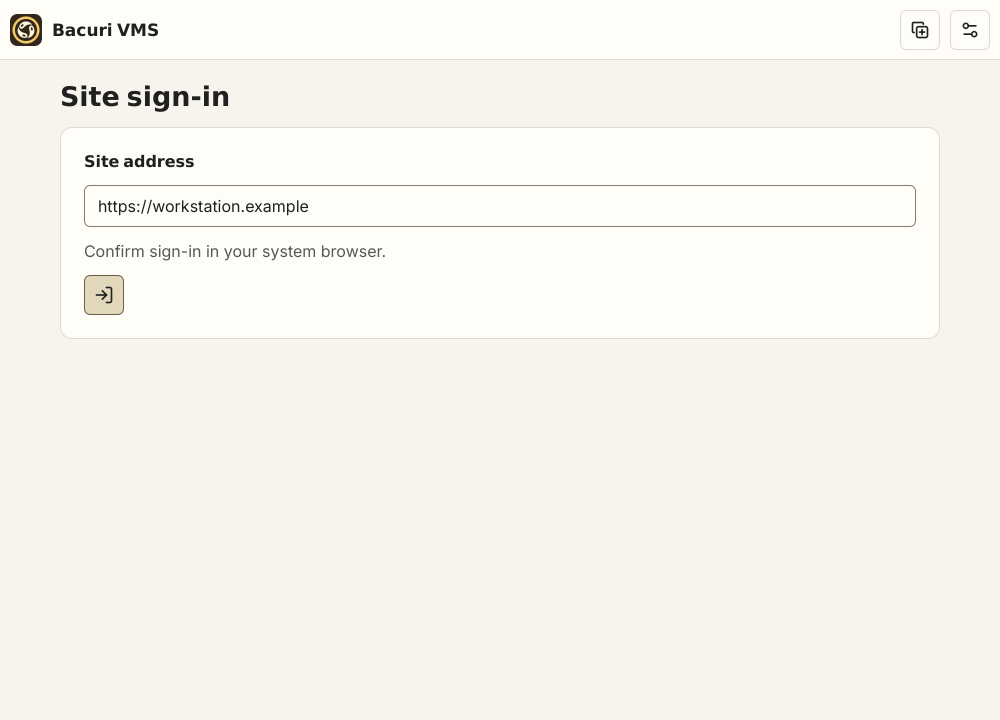 Bacuri VMS
Site sign-in
Site address
https://workstation.example
Confirm sign-in in your system browser.